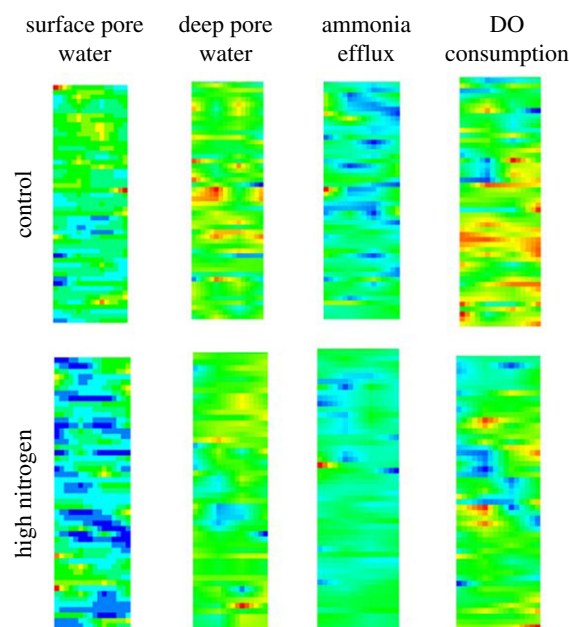 surface pore
water
deep pore
water
ammonia
efflux
DO
consumption
control
high nitrogen